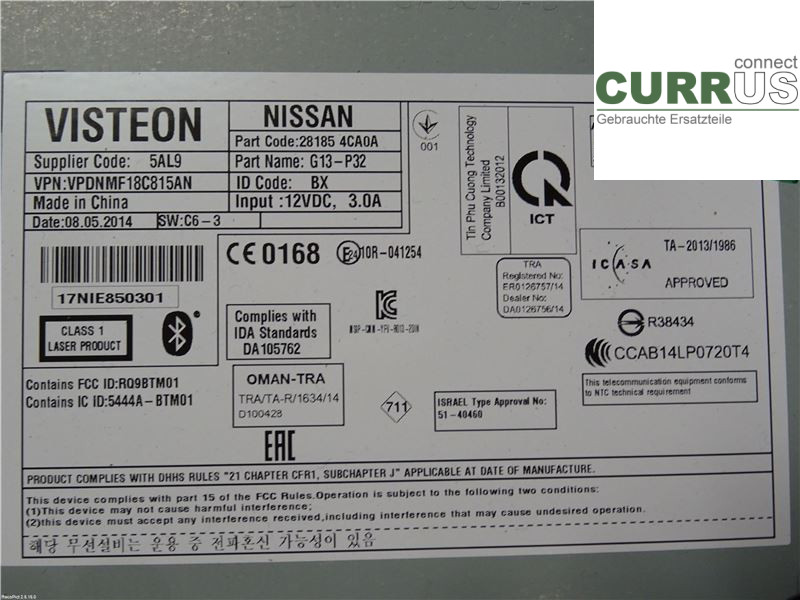 connect
CURRUS
Gebrauchte Ersatzteile
VISTEON
NISSAN
Part Code:28185 4CA0A
Supplier Code: 5AL9
Part Name: G13-P32
VPN:VPDNMF18C815AN
ID Code: BX
Made in China
Input :12VDC, 3.0A
Date:08.05.2014
SW:C6-3
001
Tin Phu Cuong Technology
Company Limited
B00132012
ICT
CE0168
E24
10R-041254
TRA
Registered No:
ER0126757/14
Dealer No:
DA0126756/14
ICASA
TA-2013/1986
APPROVED
17NIE850301
CLASS 1
LASER PRODUCT
Complies with
IDA Standards
DA105762
R38434
CCAB14LP0720T4
This telecommunication equipment conforms
to NTC technical requirement
Contains FCC ID:RQ9BTM01
Contains IC ID:5444A-BTM01
OMAN-TRA
TRA/TA-R/1634/14
D100428
711
ISRAEL Type Approval No:
51-40460
EAC
PRODUCT COMPLIES WITH DHHS RULES "21 CHAPTER CFR1, SUBCHAPTER J" APPLICABLE AT DATE OF MANUFACTURE.
This device complies with part 15 of the FCC Rules.Operation is subject to the following two conditions:
(1)This device may not cause harmful interference;
(2)this device must accept any interference received,including interference that may cause undesired operation.
해당 무선설비는 운용 중 전파혼신 가능성이 있음